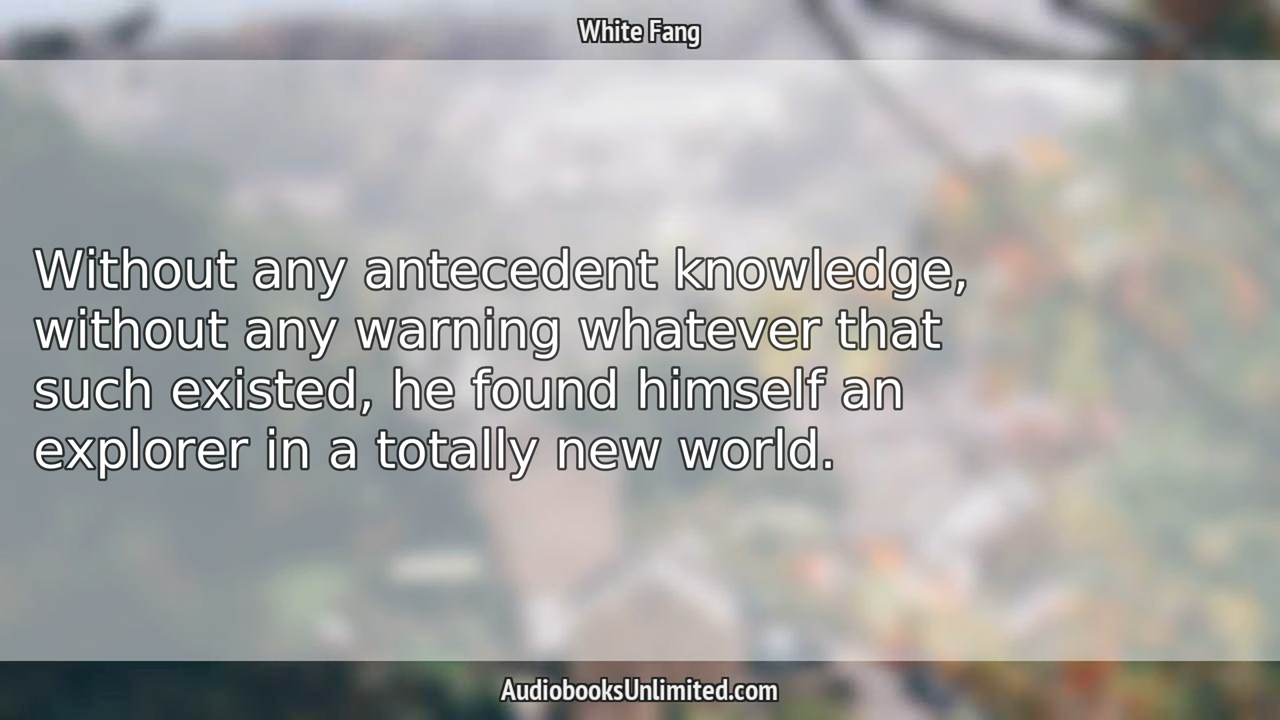 White Fang
Without any antecedent knowledge,
without any warning whatever that
such existed, he found himself an
explorer in a totally new world.
AudiobooksUnlimited.com